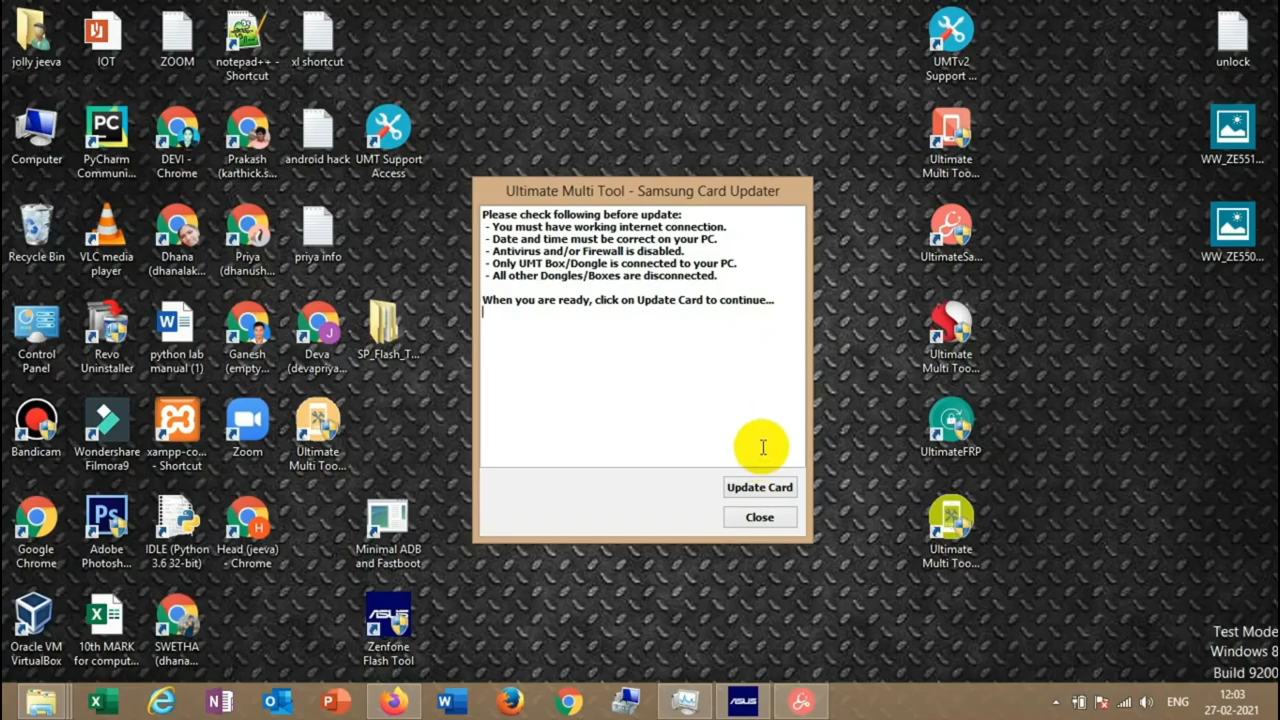 jolly jeeva
IOT
ZOOM
notepad++ -
Shortcut
xl shortcut
UMTv2
Support ...
unlock
Computer
PyCharm
Communi...
DEVI -
Chrome
Prakash
(karthick.s...
android hack
UMT Support
Access
Ultimate
Multi Too...
WW_ZE551...
Recycle Bin
VLC media
player
Dhana
(dhanalak...
Priya
(dhanush...
priya info
UltimateSa...
WW_ZE550...
Control
Panel
Revo
Uninstaller
python lab
manual (1)
Ganesh
(empty...
Deva
(devapriya...
SP_Flash_T...
Ultimate
Multi Too...
Bandicam
Wondershare
Filmora9
xampp-co...
- Shortcut
Zoom
Ultimate
Multi Too...
UltimateFRP
Google
Chrome
Adobe
Photosh...
IDLE (Python
3.6 32-bit)
Head (jeeva)
- Chrome
Minimal ADB
and Fastboot
Ultimate
Multi Too...
Oracle VM
VirtualBox
10th MARK
for comput...
SWETHA
(dhana...
Zenfone
Flash Tool
PC
Ps
ASUS
J
H
Ultimate Multi Tool - Samsung Card Updater
Please check following before update:
- You must have working internet connection.
- Date and time must be correct on your PC.
- Antivirus and/or Firewall is disabled.
- Only UMT Box/Dongle is connected to your PC.
- All other Dongles/Boxes are disconnected.
When you are ready, click on Update Card to continue...
Update Card
Close
Test Mode
Windows 8
Build 9200
ASUS
ENG
12:03
27-02-2021